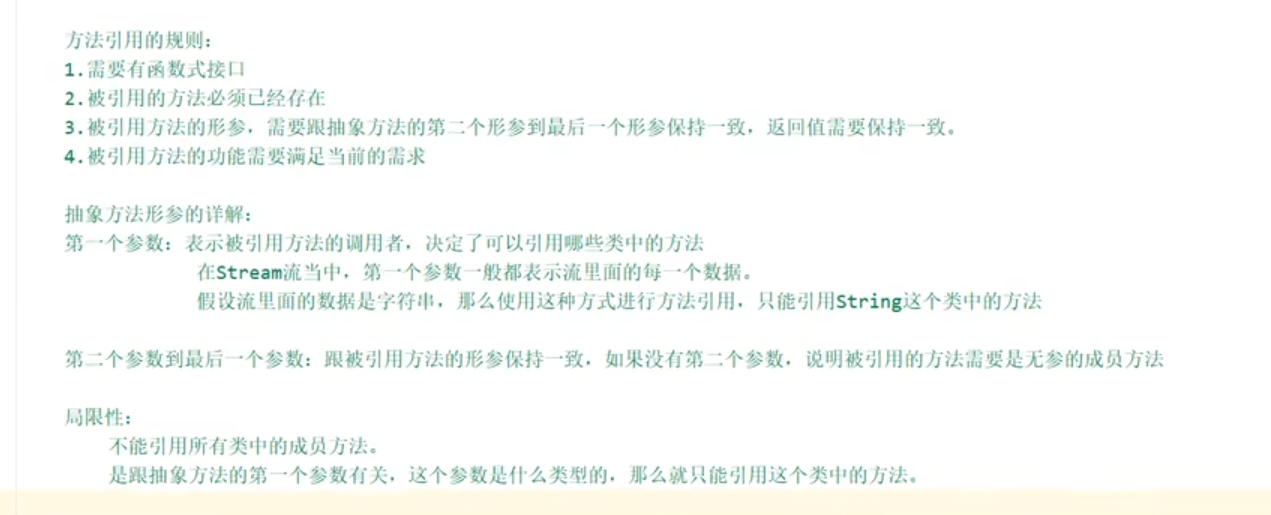 方法引用的规则：
1.需要有函数式接口
2.被引用的方法必须已经存在
3.被引用方法的形参，需要跟抽象方法的第二个形参到最后一个形参保持一致，返回值需要保持一致。
4.被引用方法的功能需要满足当前的需求
抽象方法形参的详解：
第一个参数：表示被引用方法的调用者，决定了可以引用哪些类中的方法
在Stream流当中，第一个参数一般都表示流里面的每一个数据。
假设流里面的数据是字符串，那么使用这种方式进行方法引用，只能引用String这个类中的方法
第二个参数到最后一个参数：跟被引用方法的形参保持一致，如果没有第二个参数，说明被引用的方法需要是无参的成员方法
局限性：
不能引用所有类中的成员方法。
是跟抽象方法的第一个参数有关，这个参数是什么类型的，那么就只能引用这个类中的方法。